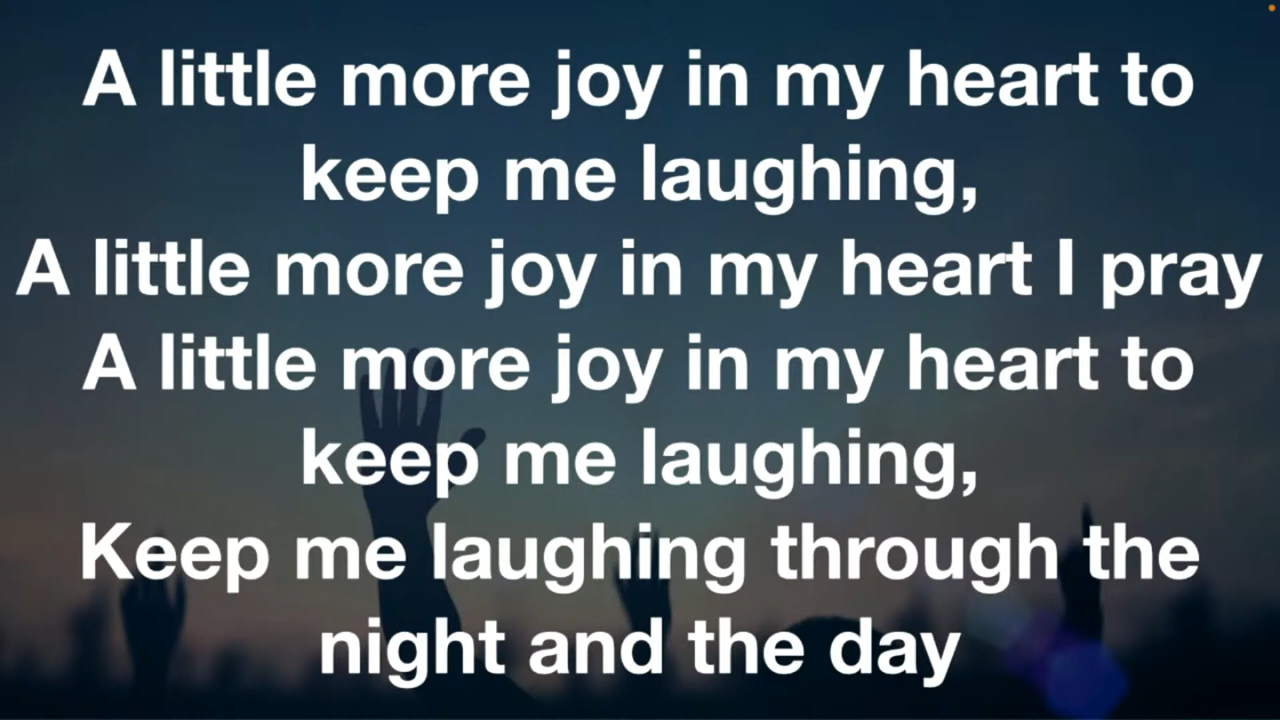 A little more joy in my heart to
keep me laughing,
A little more joy in my heart I pray
A little more joy in my heart to
keep me laughing,
Keep me laughing through the
night and the day